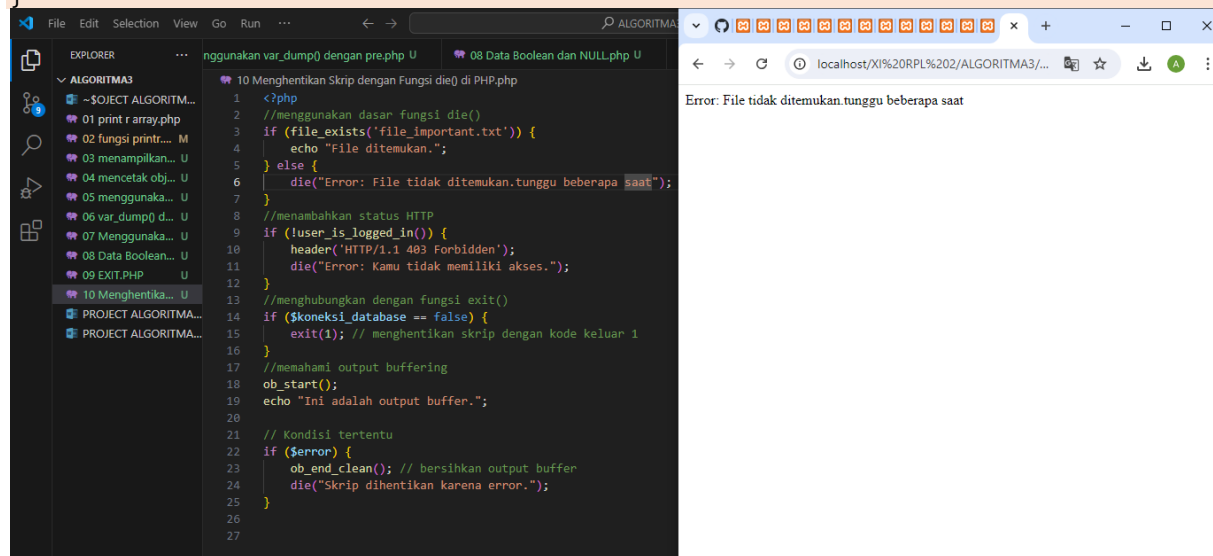 }
File Edit Selection View Go Run ··· ← → ALGORITMA
EXPLORER ···
ALGORITMA3
~$OJECT ALGORITM...
01 print r array.php
02 fungsi printr.... M
03 menampilkan... U
04 mencetak obj... U
05 menggunaka... U
06 var_dump() d... U
07 Menggunaka... U
08 Data Boolean... U
09 EXIT.PHP U
10 Menghentika... U
PROJECT ALGORITMA...
PROJECT ALGORITMA...
9
nggunakan var_dump() dengan pre.php U 08 Data Boolean dan NULL.php U
10 Menghentikan Skrip dengan Fungsi die() di PHP.php
1 <?php
2 //menggunakan dasar fungsi die()
3 if (file_exists('file_important.txt')) {
4 echo "File ditemukan.";
5 } else {
6 die("Error: File tidak ditemukan.tunggu beberapa saat");
7 }
8 //menambahkan status HTTP
9 if (!user_is_logged_in()) {
10 header('HTTP/1.1 403 Forbidden');
11 die("Error: Kamu tidak memiliki akses.");
12 }
13 //menghubungkan dengan fungsi exit()
14 if ($koneksi_database == false) {
15 exit(1); // menghentikan skrip dengan kode keluar 1
16 }
17 //memahami output buffering
18 ob_start();
19 echo "Ini adalah output buffer.";
20
21 // Kondisi tertentu
22 if ($error) {
23 ob_end_clean(); // bersihkan output buffer
24 die("Skrip dihentikan karena error.");
25 }
26
27
localhost/XI%20RPL%202/ALGORITMA3/... A
Error: File tidak ditemukan.tunggu beberapa saat